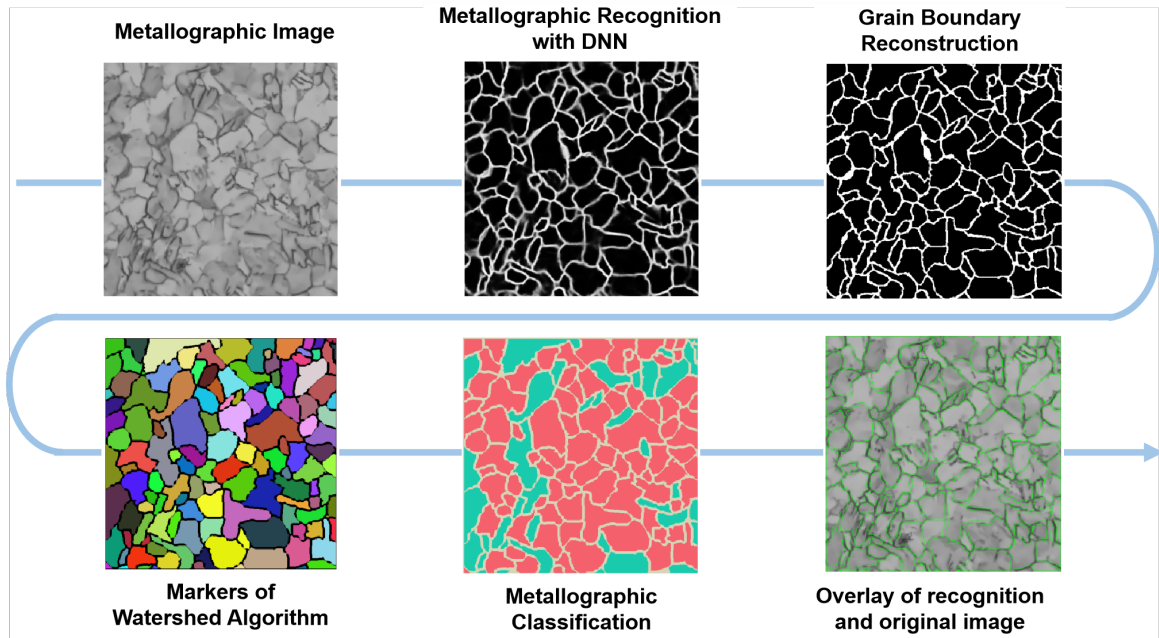 Metallographic Image
Metallographic Recognition
with DNN
Grain Boundary
Reconstruction
Markers of
Watershed Algorithm
Metallographic
Classification
Overlay of recognition
and original image